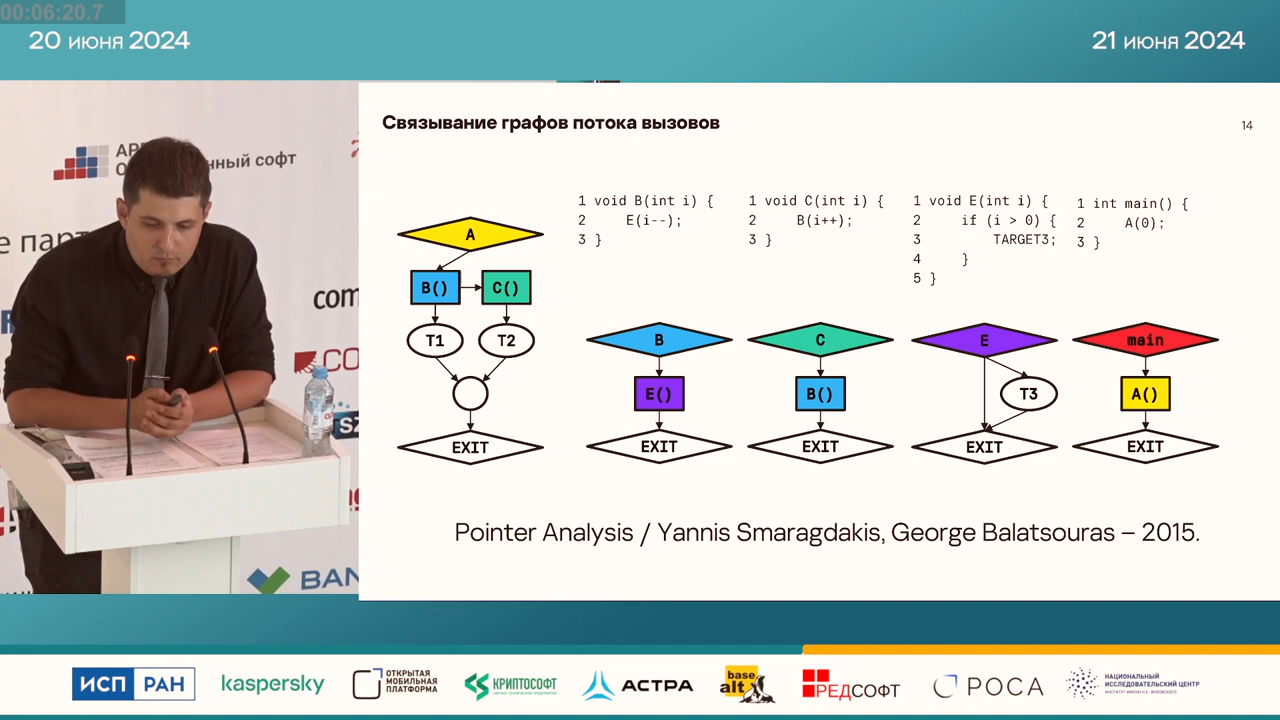 00:06:20.7
20 июня 2024
21 июня 2024
Связывание графов потока вызовов
14
1 void B(int i) {
2     E(i--);
3 }
1 void C(int i) {
2     B(i++);
3 }
1 void E(int i) {
2     if (i > 0) {
3         TARGET3;
4     }
5 }
1 int main() {
2     A(0);
3 }
A
B()
C()
T1
T2
EXIT
B
E()
EXIT
C
B()
EXIT
E
T3
EXIT
main
A()
EXIT
Pointer Analysis / Yannis Smaragdakis, George Balatsouras – 2015.
нный софт
е парт
com
CO
BAN
ИСП РАН
kaspersky
ОТКРЫТАЯ
МОБИЛЬНАЯ
ПЛАТФОРМА
КРИПТОСОФТ
АСТРА
base
alt
РЕДСОФТ
РОСА
НАЦИОНАЛЬНЫЙ
ИССЛЕДОВАТЕЛЬСКИЙ ЦЕНТР